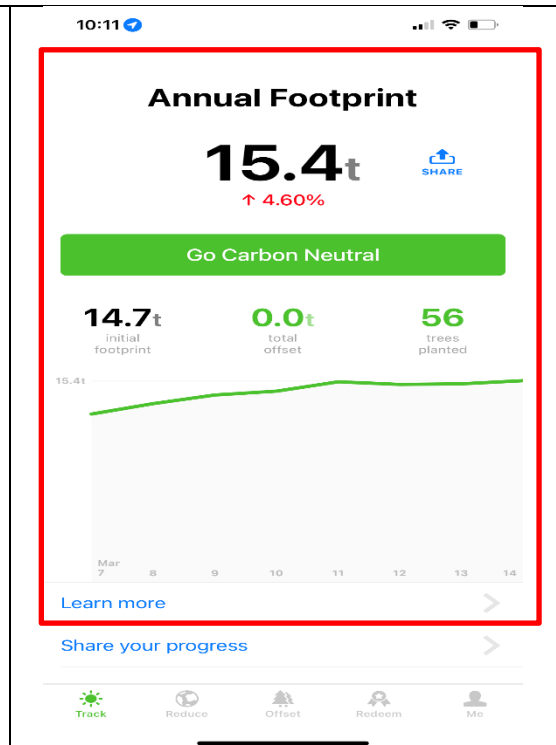 10:11
Annual Footprint
15.4t
SHARE
↑ 4.60%
Go Carbon Neutral
14.7t
initial
footprint
0.0t
total
offset
56
trees
planted
15.4t
Mar
7 8 9 10 11 12 13 14
Learn more
Share your progress
Track Reduce Offset Redeem Me